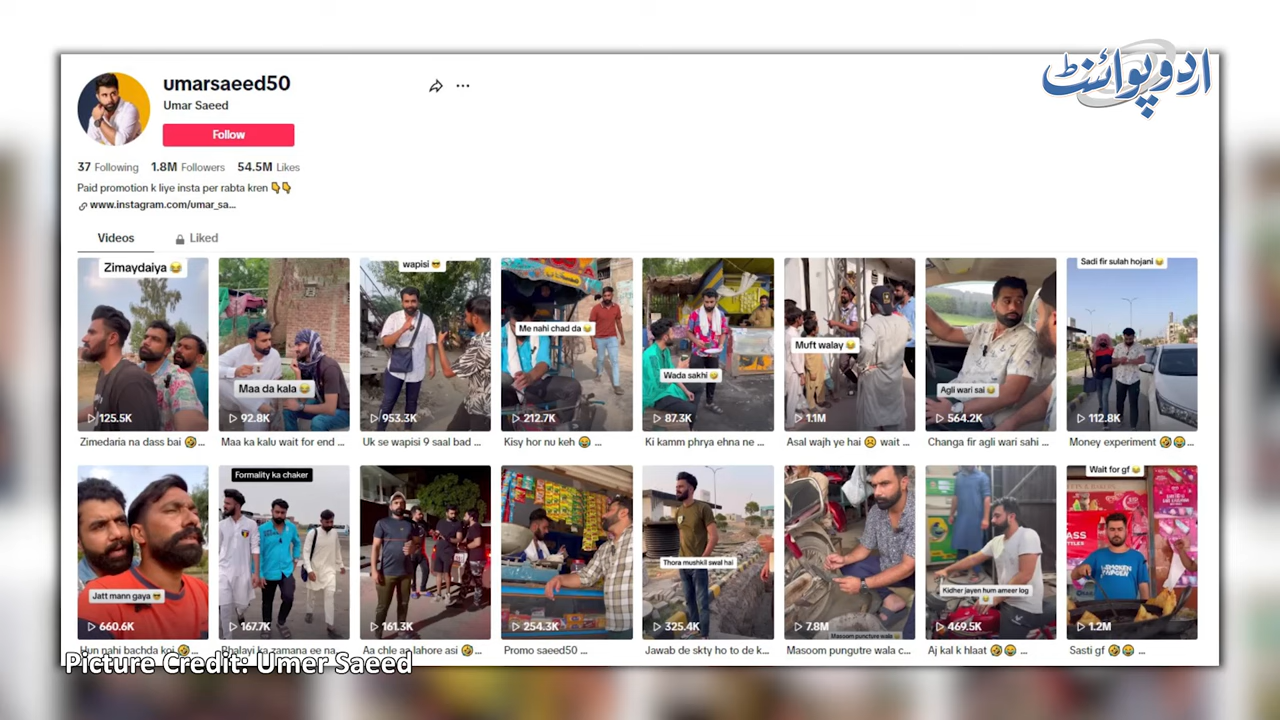 اردو پوائنٹ
umarsaeed50
Umar Saeed
Follow
37 Following 1.8M Followers 54.5M Likes
Paid promotion k liye insta per rabta kren 👇👇
www.instagram.com/umar_sa...
Videos Liked
Zimaydaiya 😂
125.5K
Zimedaria na dass bai 🤣...
Maa da kala 😂
92.8K
Maa ka kalu wait for end ...
wapisi 😎
953.3K
Uk se wapisi 9 saal bad ...
Me nahi chad da 😂
212.7K
Kisy hor nu keh 😂 ...
Wada sakhi 🤣
87.3K
Ki kamm phrya ehna ne ...
Muft walay 😂
1.1M
Asal wajh ye hai ☹️ wait ...
Agli wari sai 😂
564.2K
Changa fir agli wari sahi ...
Sadi fir sulah hojani 😂
112.8K
Money experiment 🤣😂...
Jatt mann gaya 😎
660.6K
Hun nahi bachda koi 🤣...
Formality ka chaker
167.7K
Bhalayi ka zamana ee na...
161.3K
Aa chle aa lahore asi 🤣...
254.3K
Promo saeed50 ...
Thora mushkil swal hai
325.4K
Jawab de skty ho to de k...
7.8M
Masoom puncture wala 😂
Masoom pungutre wala c...
Kidher jayen hum ameer log
😂
469.5K
Aj kal k hlaat 🤣😂 ...
Wait for gf 😂
1.2M
Sasti gf 🤣😂 ...
Picture Credit: Umer Saeed